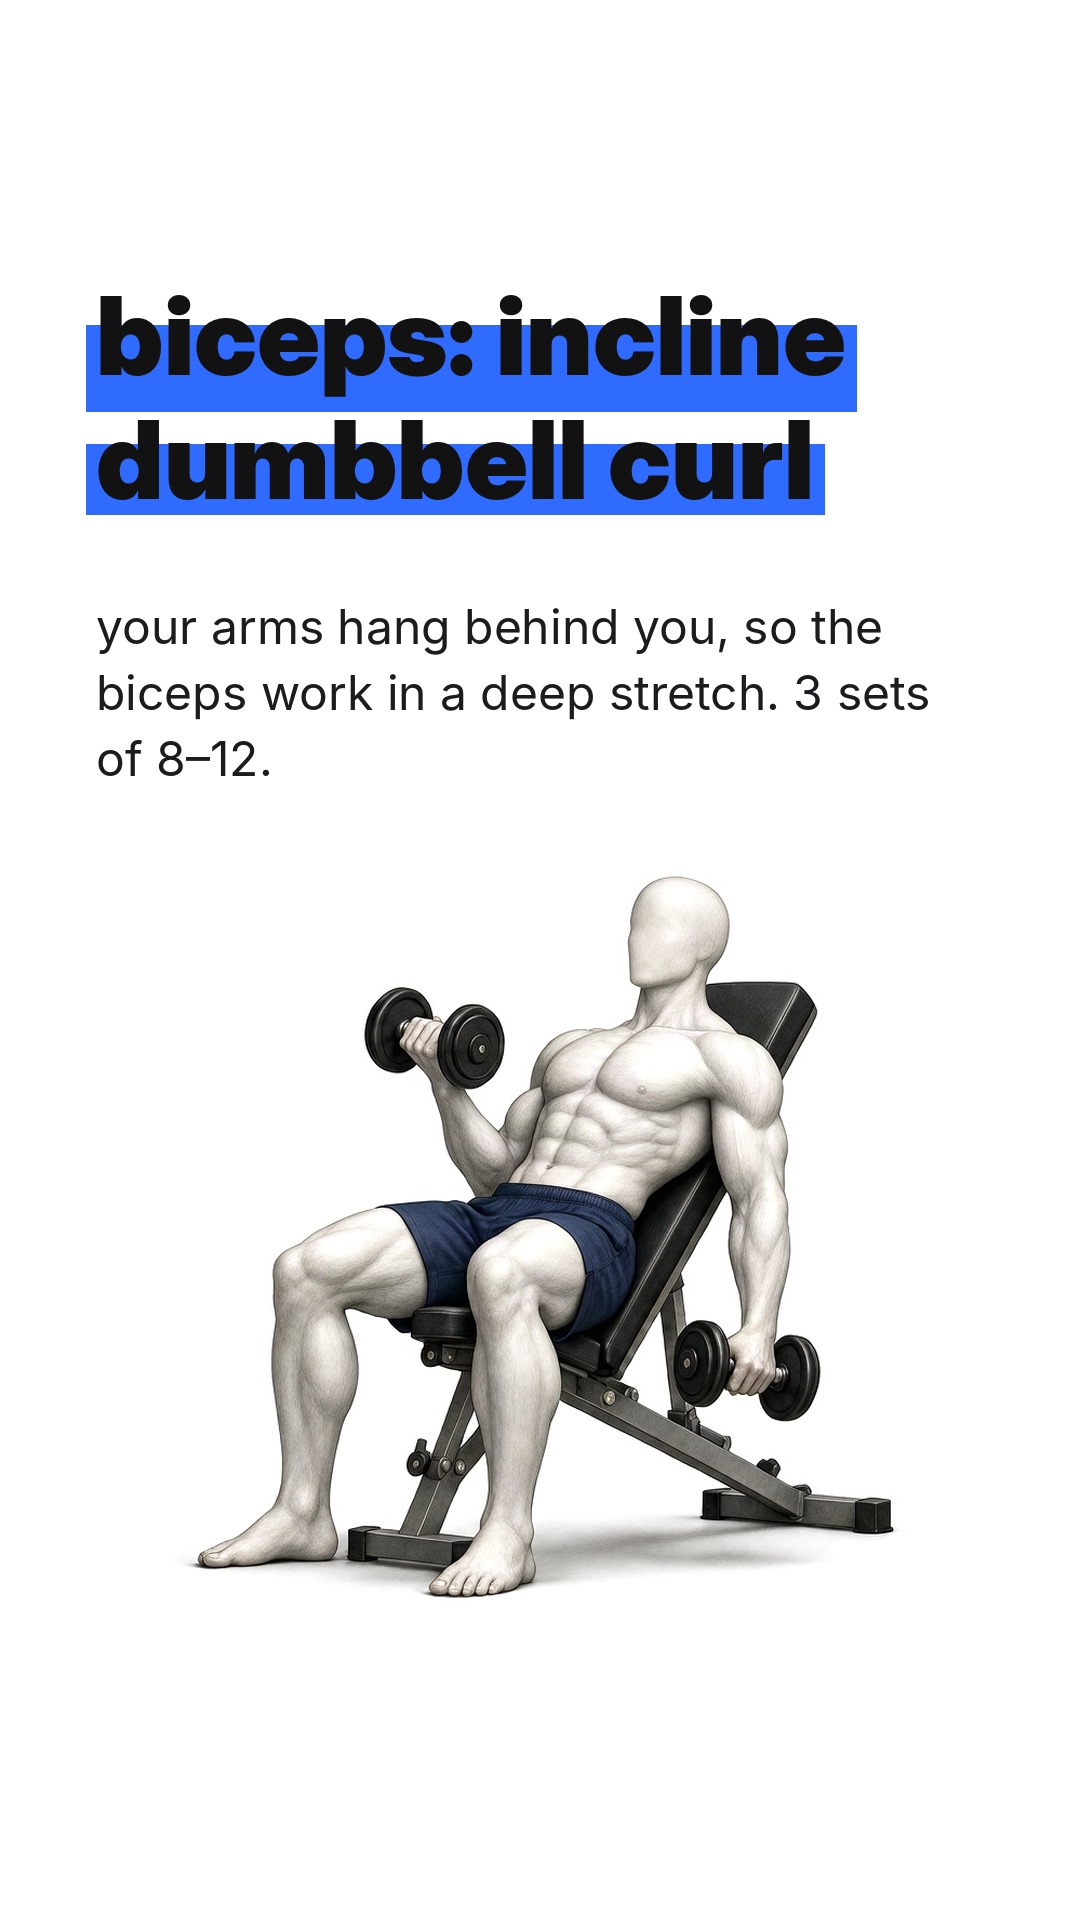 biceps: incline
dumbbell curl
your arms hang behind you, so the
biceps work in a deep stretch. 3 sets
of 8–12.